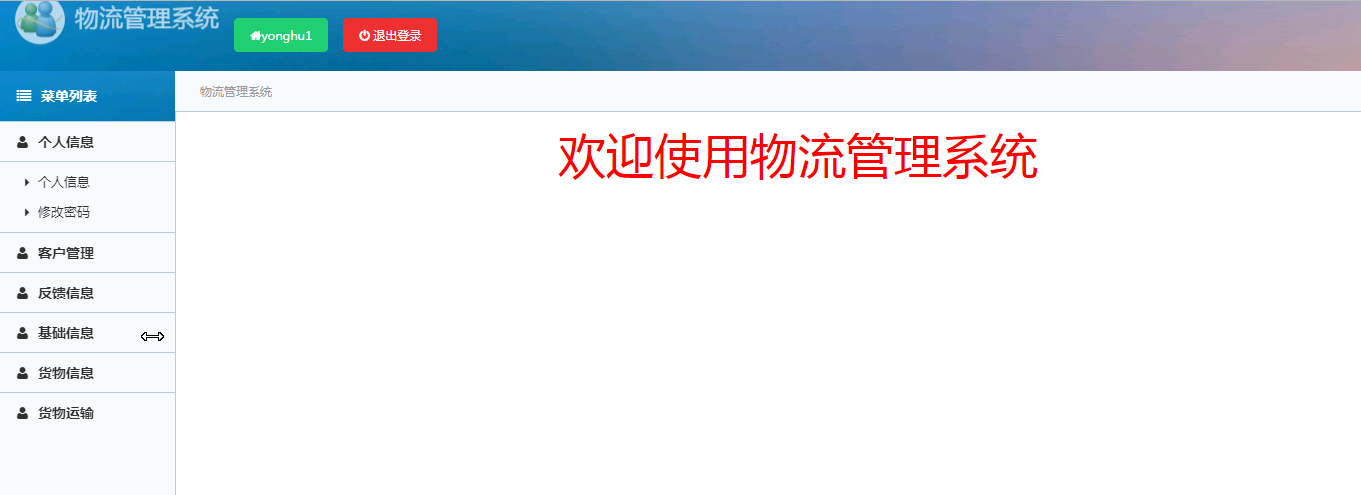 物流管理系统
yonghu1
退出登录
菜单列表
物流管理系统
个人信息
个人信息
修改密码
客户管理
反馈信息
基础信息
货物信息
货物运输
欢迎使用物流管理系统